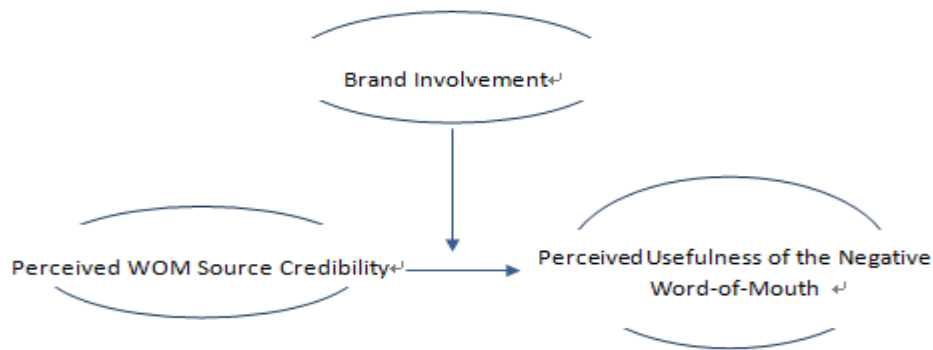 Brand Involvement↵
Perceived WOM Source Credibility↵
Perceived Usefulness of the Negative
Word-of-Mouth ↵